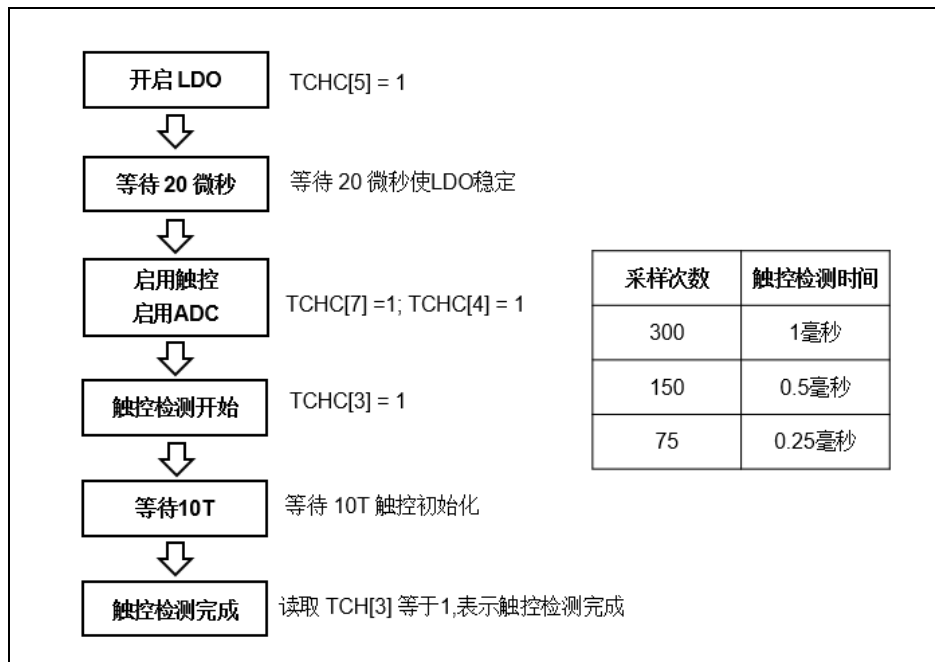 开启 LDO
TCHC[5] = 1
等待 20 微秒
等待 20 微秒使LDO稳定
启用触控
启用ADC
TCHC[7] =1; TCHC[4] = 1
触控检测开始
TCHC[3] = 1
等待10T
等待 10T 触控初始化
触控检测完成
读取 TCH[3] 等于1,表示触控检测完成
采样次数 触控检测时间
300 1毫秒
150 0.5毫秒
75 0.25毫秒